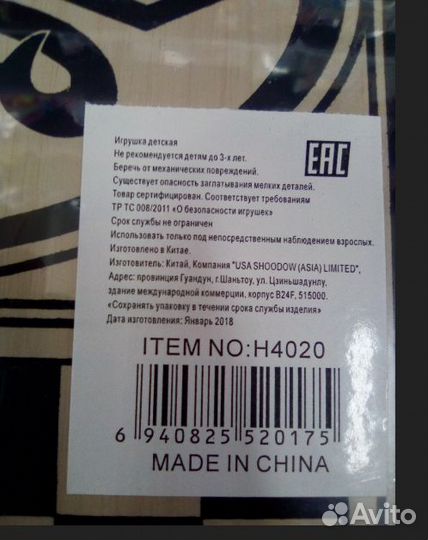 Игрушка детская
Не рекомендуется детям до 3-х лет.
Беречь от механических повреждений.
Существует опасность заглатывания мелких деталей.
Товар сертифицирован. Соответствует требованиям
ТР ТС 008/2011 «О безопасности игрушек»
Срок службы не ограничен
Использовать только под непосредственным наблюдением взрослых.
Изготовлено в Китае.
Изготовитель: Китай, Компания "USA SHOODOW (ASIA) LIMITED",
Адрес: провинция Гуандун, г.Шаньтоу, ул. Цзиньшадунлу,
здание международной коммерции, корпус B24F, 515000.
«Сохранять упаковку в течении срока службы изделия»
Дата изготовления: Январь 2018
EAC
ITEM NO:H4020
6 940825 520175
MADE IN CHINA
Avito